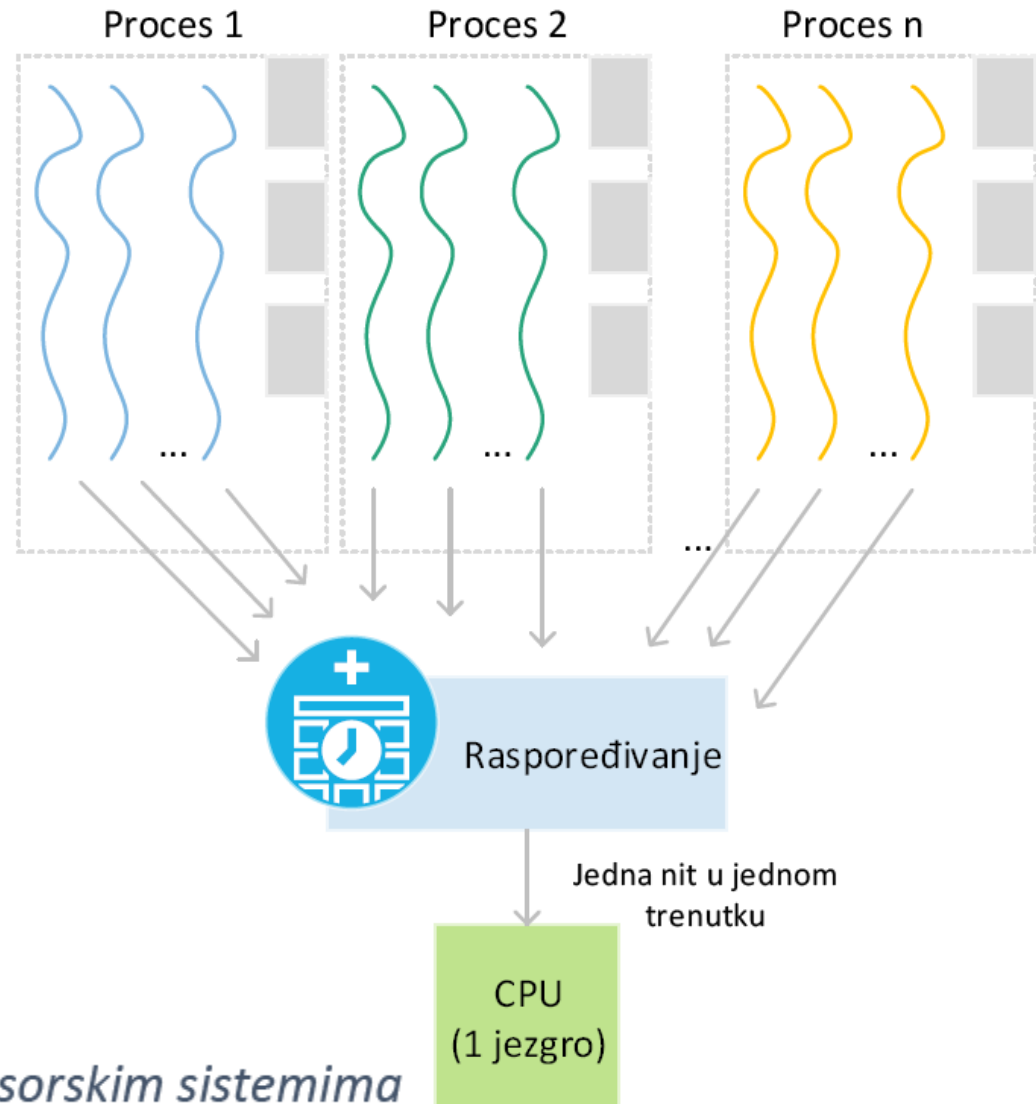 Proces 1
Proces 2
Proces n
...
...
...
...
Raspoređivanje
Jedna nit u jednom
trenutku
CPU
(1 jezgro)
sorskim sistemima